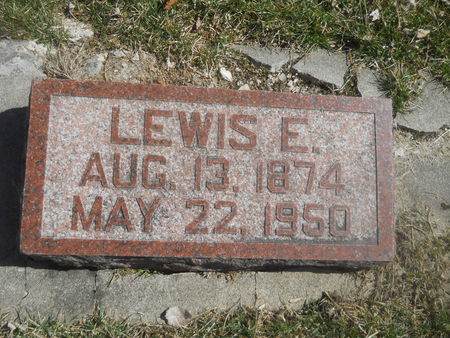 LEWIS E.
AUG. 13, 1874
MAY 22, 1950